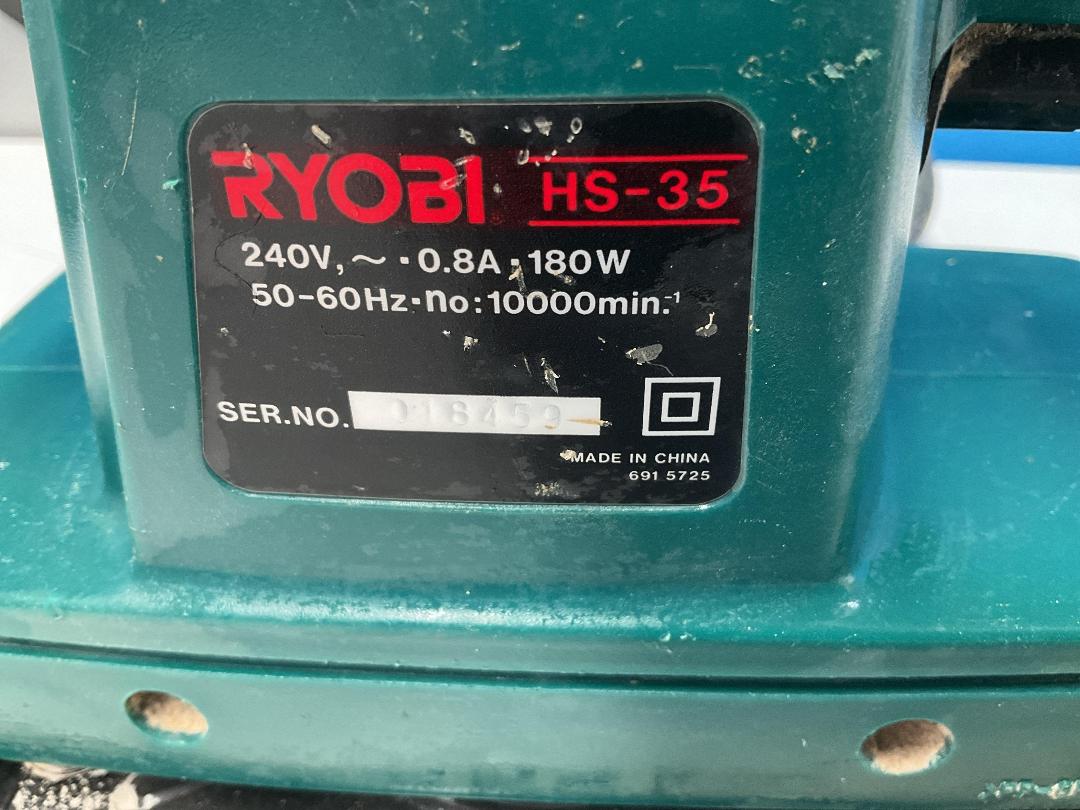 RYOBI HS-35
240V, ~ · 0.8A · 180W
50-60Hz · no: 10000min.⁻¹
SER.NO. 018459
MADE IN CHINA
691 5725